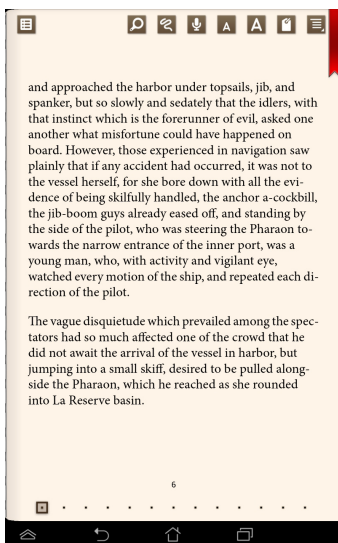 A
A
and approached the harbor under topsails, jib, and
spanker, but so slowly and sedately that the idlers, with
that instinct which is the forerunner of evil, asked one
another what misfortune could have happened on
board. However, those experienced in navigation saw
plainly that if any accident had occurred, it was not to
the vessel herself, for she bore down with all the evi-
dence of being skilfully handled, the anchor a-cockbill,
the jib-boom guys already eased off, and standing by
the side of the pilot, who was steering the Pharaon to-
wards the narrow entrance of the inner port, was a
young man, who, with activity and vigilant eye,
watched every motion of the ship, and repeated each di-
rection of the pilot.
The vague disquietude which prevailed among the spec-
tators had so much affected one of the crowd that he
did not await the arrival of the vessel in harbor, but
jumping into a small skiff, desired to be pulled along-
side the Pharaon, which he reached as she rounded
into La Reserve basin.
6